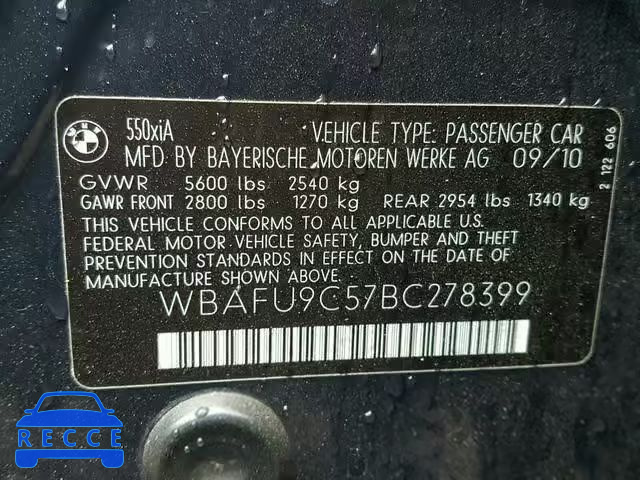 BMW
550xiA VEHICLE TYPE: PASSENGER CAR
MFD. BY BAYERISCHE MOTOREN WERKE AG 09/10
GVWR 5600 lbs 2540 kg
GAWR FRONT 2800 lbs 1270 kg REAR 2954 lbs 1340 kg
THIS VEHICLE CONFORMS TO ALL APPLICABLE U.S.
FEDERAL MOTOR VEHICLE SAFETY, BUMPER AND THEFT
PREVENTION STANDARDS IN EFFECT ON THE DATE OF
MANUFACTURE SHOWN ABOVE.
WBAFU9C57BC278399
2 122 606
RECCE